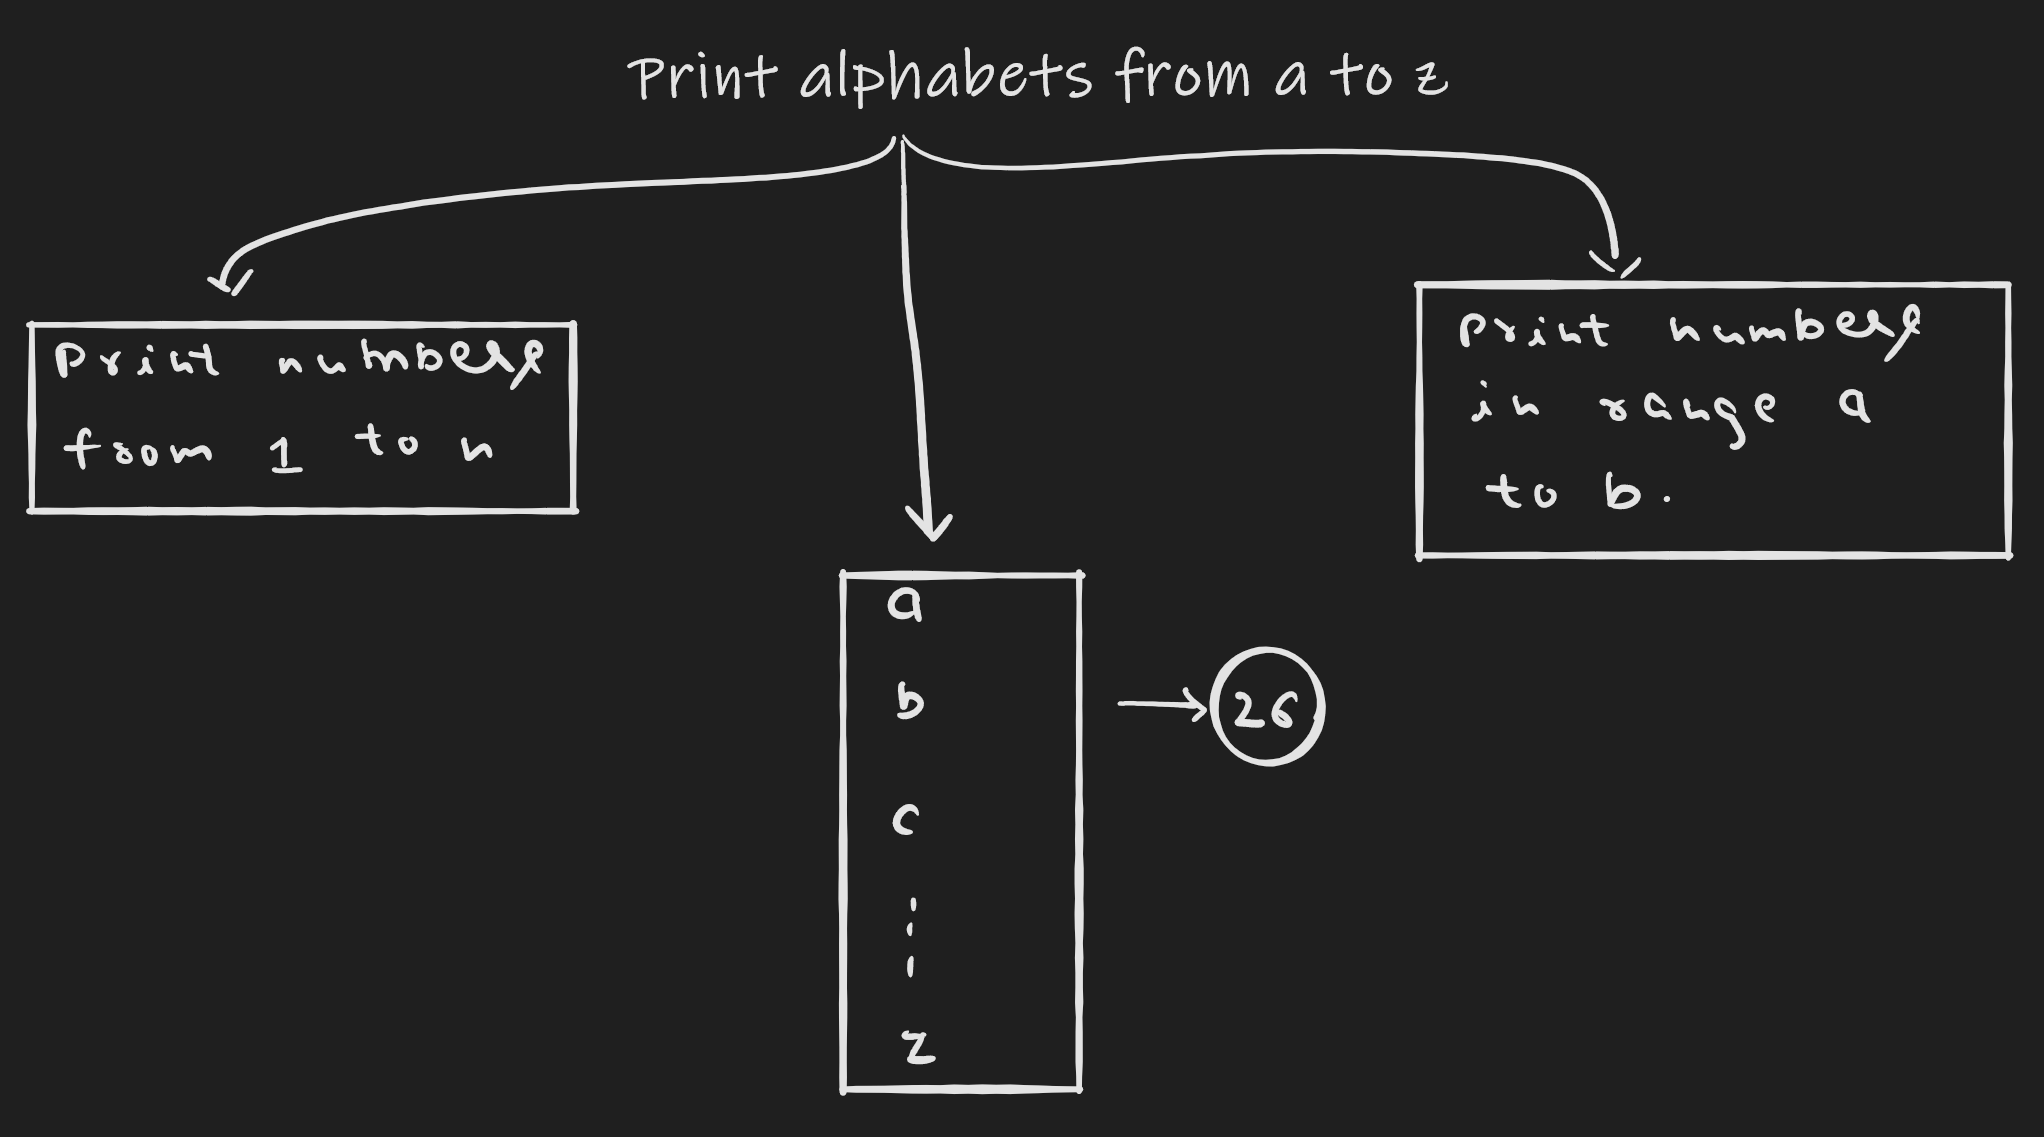 Print alphabets from a to z
Print numbers
from 1 to n
Print numbers
in range a
to b.
a
b
26
c
z